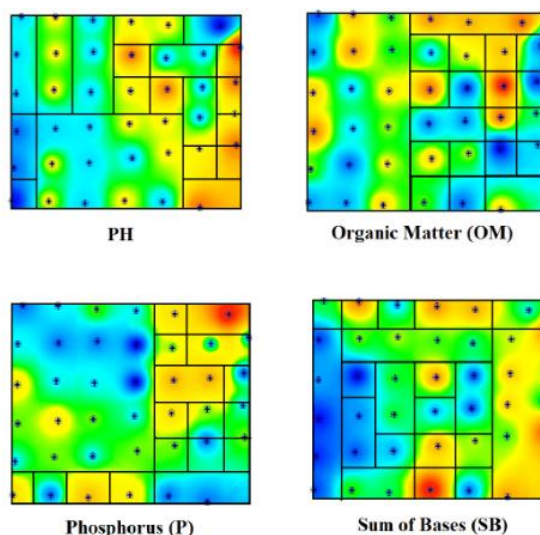 PH
Organic Matter (OM)
Phosphorus (P)
Sum of Bases (SB)